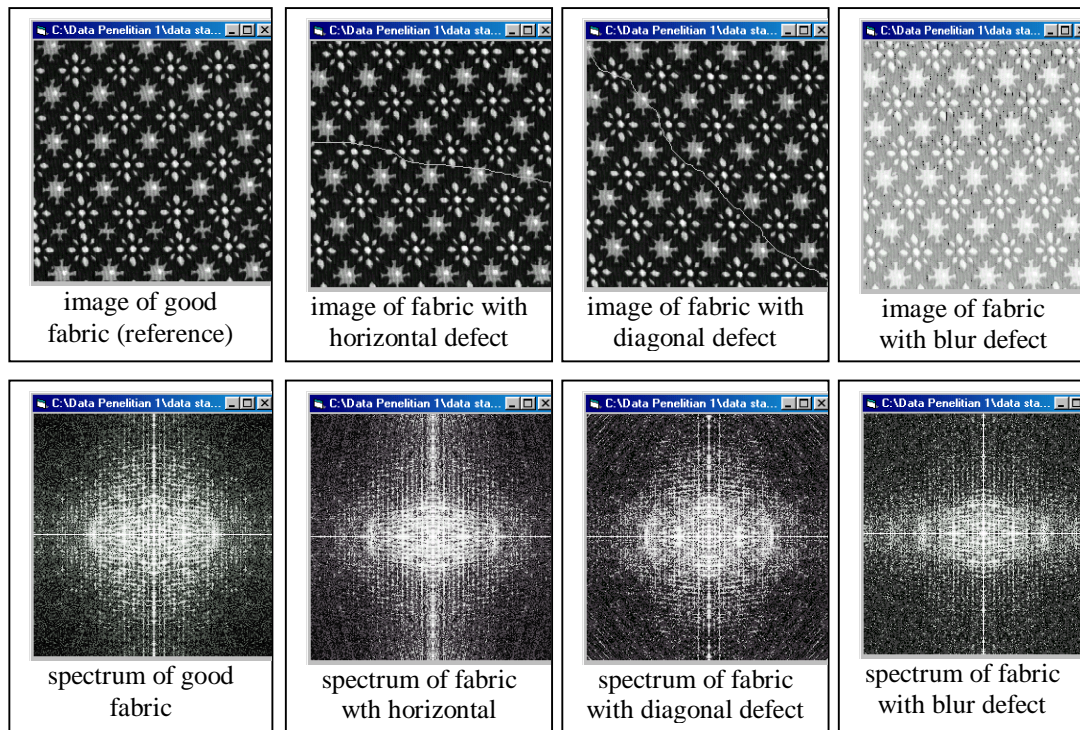 C:\Data Penelitian 1\data sta...
C:\Data Penelitian 1\data sta...
C:\Data Penelitian 1\data sta...
C:\Data Penelitian 1\data sta...
image of good
fabric (reference)
image of fabric with
horizontal defect
image of fabric with
diagonal defect
image of fabric
with blur defect
C:\Data Penelitian 1\data sta...
C:\Data Penelitian 1\data sta...
C:\Data Penelitian 1\data sta...
C:\Data Penelitian 1\data sta...
spectrum of good
fabric
spectrum of fabric
wth horizontal
spectrum of fabric
with diagonal defect
spectrum of fabric
with blur defect